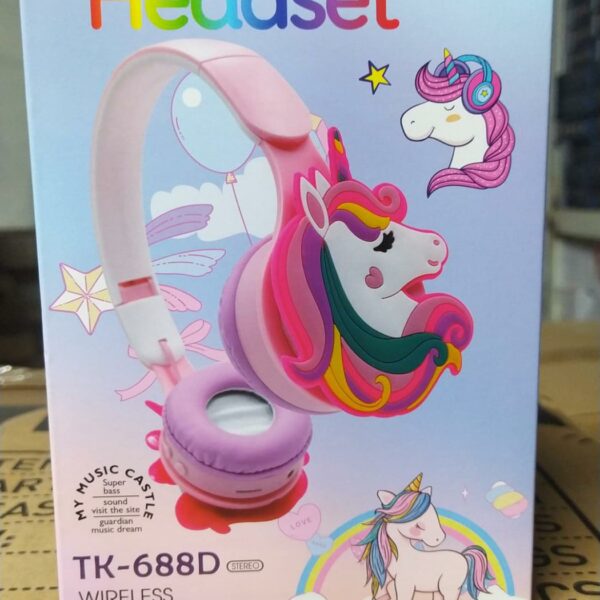 Headset
MY MUSIC CASTLE
Super
bass
sound
visit the site
guardian
music dream
LOVE
TK-688D STEREO
WIRELESS